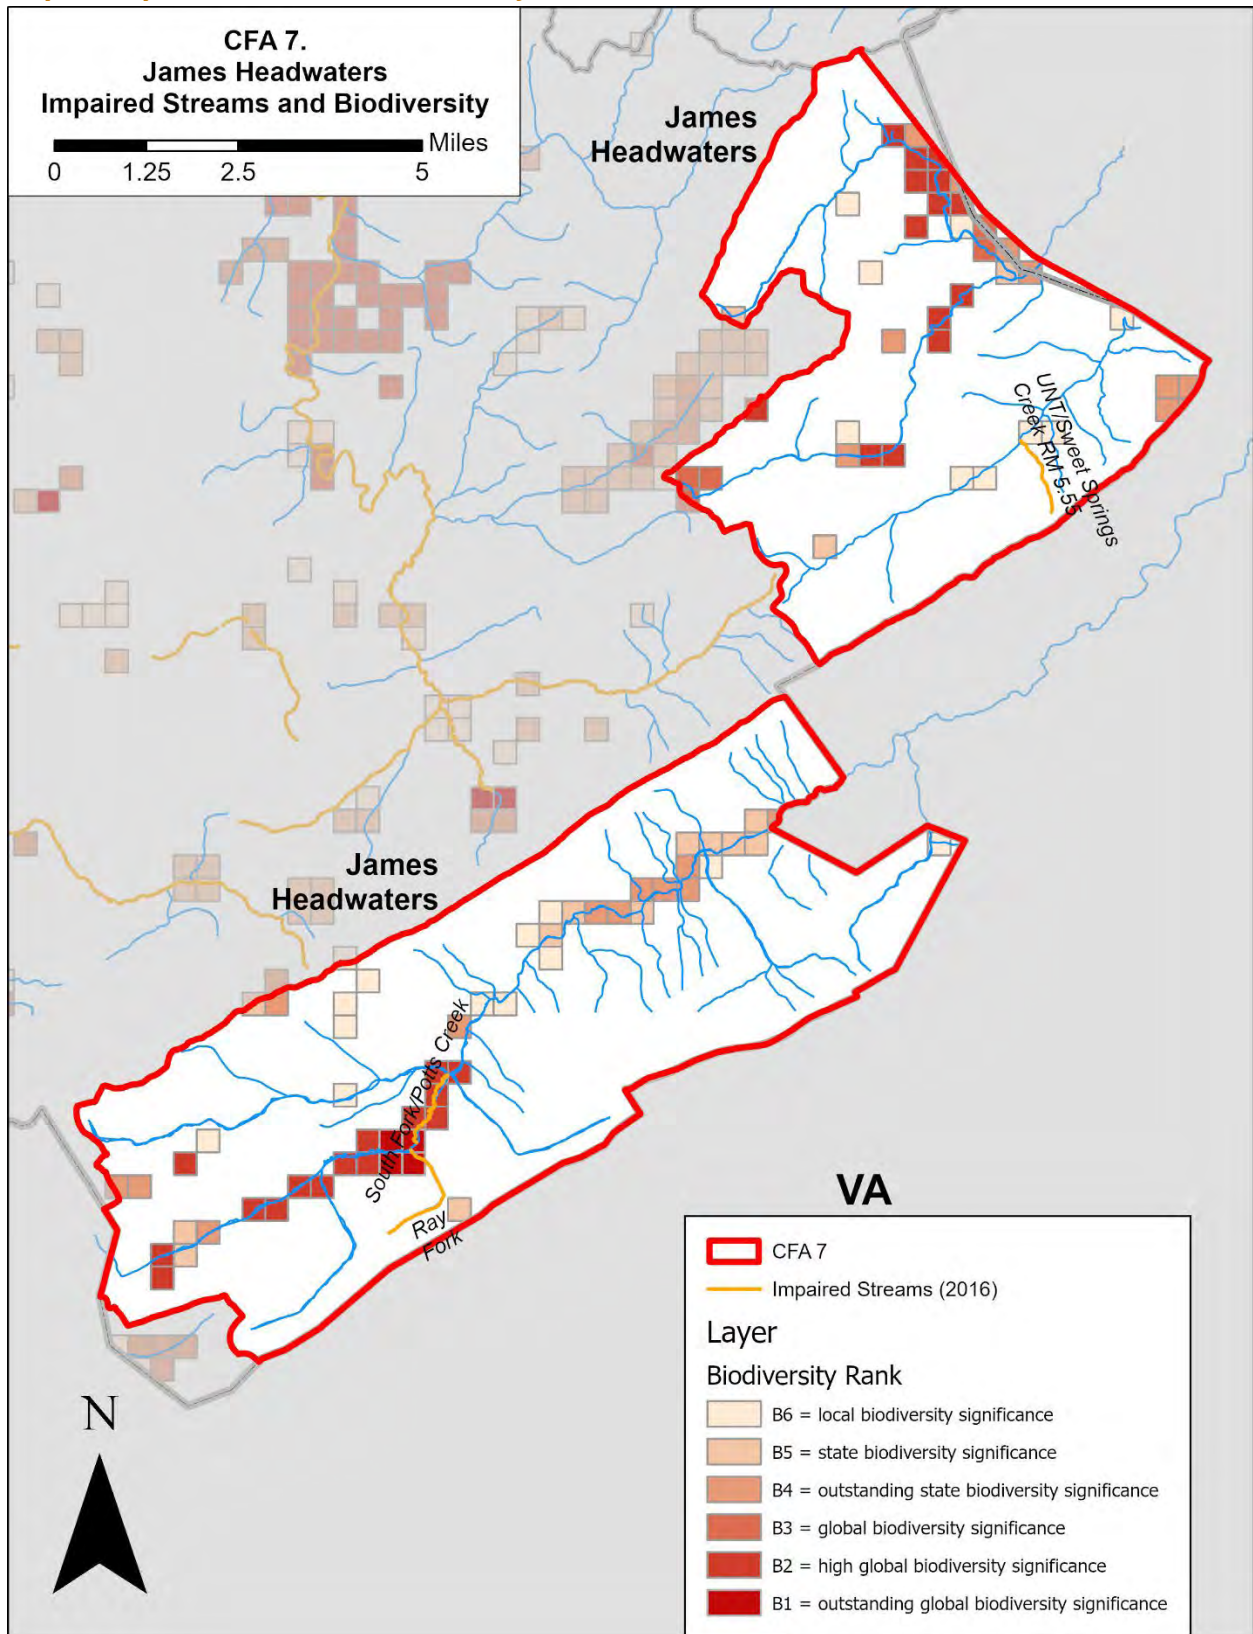 CFA 7.
James Headwaters
Impaired Streams and Biodiversity
Miles
0 1.25 2.5 5
James
Headwaters
UNT/Sweet Springs
Creek RM 5.55
James
Headwaters
South Fork/Potts Creek
Ray
Fork
VA
N
CFA 7
Impaired Streams (2016)
Layer
Biodiversity Rank
B6 = local biodiversity significance
B5 = state biodiversity significance
B4 = outstanding state biodiversity significance
B3 = global biodiversity significance
B2 = high global biodiversity significance
B1 = outstanding global biodiversity significance